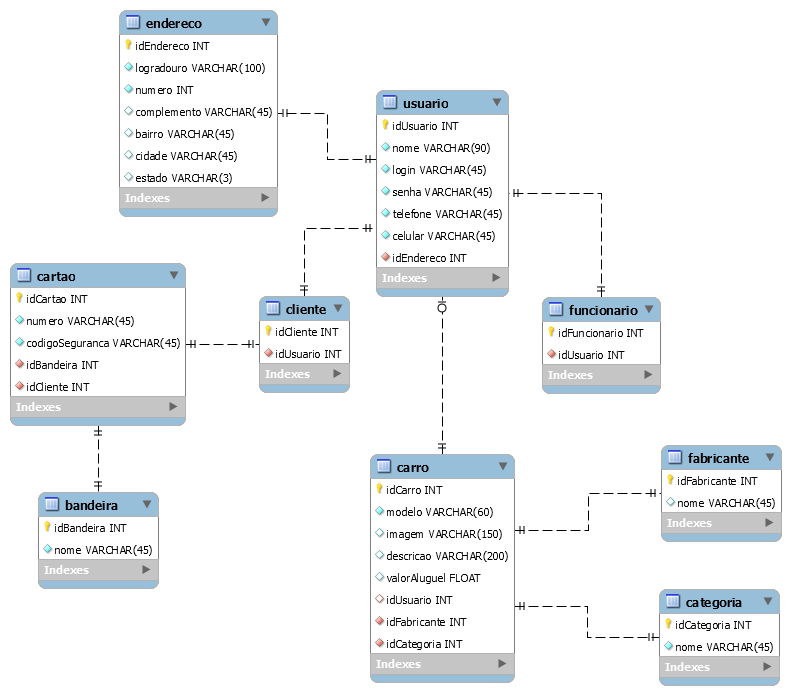 endereco
idEndereco INT
logradouro VARCHAR(100)
numero INT
complemento VARCHAR(45)
bairro VARCHAR(45)
cidade VARCHAR(45)
estado VARCHAR(3)
Indexes
usuario
idUsuario INT
nome VARCHAR(90)
login VARCHAR(45)
senha VARCHAR(45)
telefone VARCHAR(45)
celular VARCHAR(45)
idEndereco INT
Indexes
cartao
idCartao INT
numero VARCHAR(45)
codigoSeguranca VARCHAR(45)
idBandeira INT
idCliente INT
Indexes
cliente
idCliente INT
idUsuario INT
Indexes
funcionario
idFuncionario INT
idUsuario INT
Indexes
bandeira
idBandeira INT
nome VARCHAR(45)
Indexes
carro
idCarro INT
modelo VARCHAR(60)
imagem VARCHAR(150)
descricao VARCHAR(200)
valorAluguel FLOAT
idUsuario INT
idFabricante INT
idCategoria INT
Indexes
fabricante
idFabricante INT
nome VARCHAR(45)
Indexes
categoria
idCategoria INT
nome VARCHAR(45)
Indexes